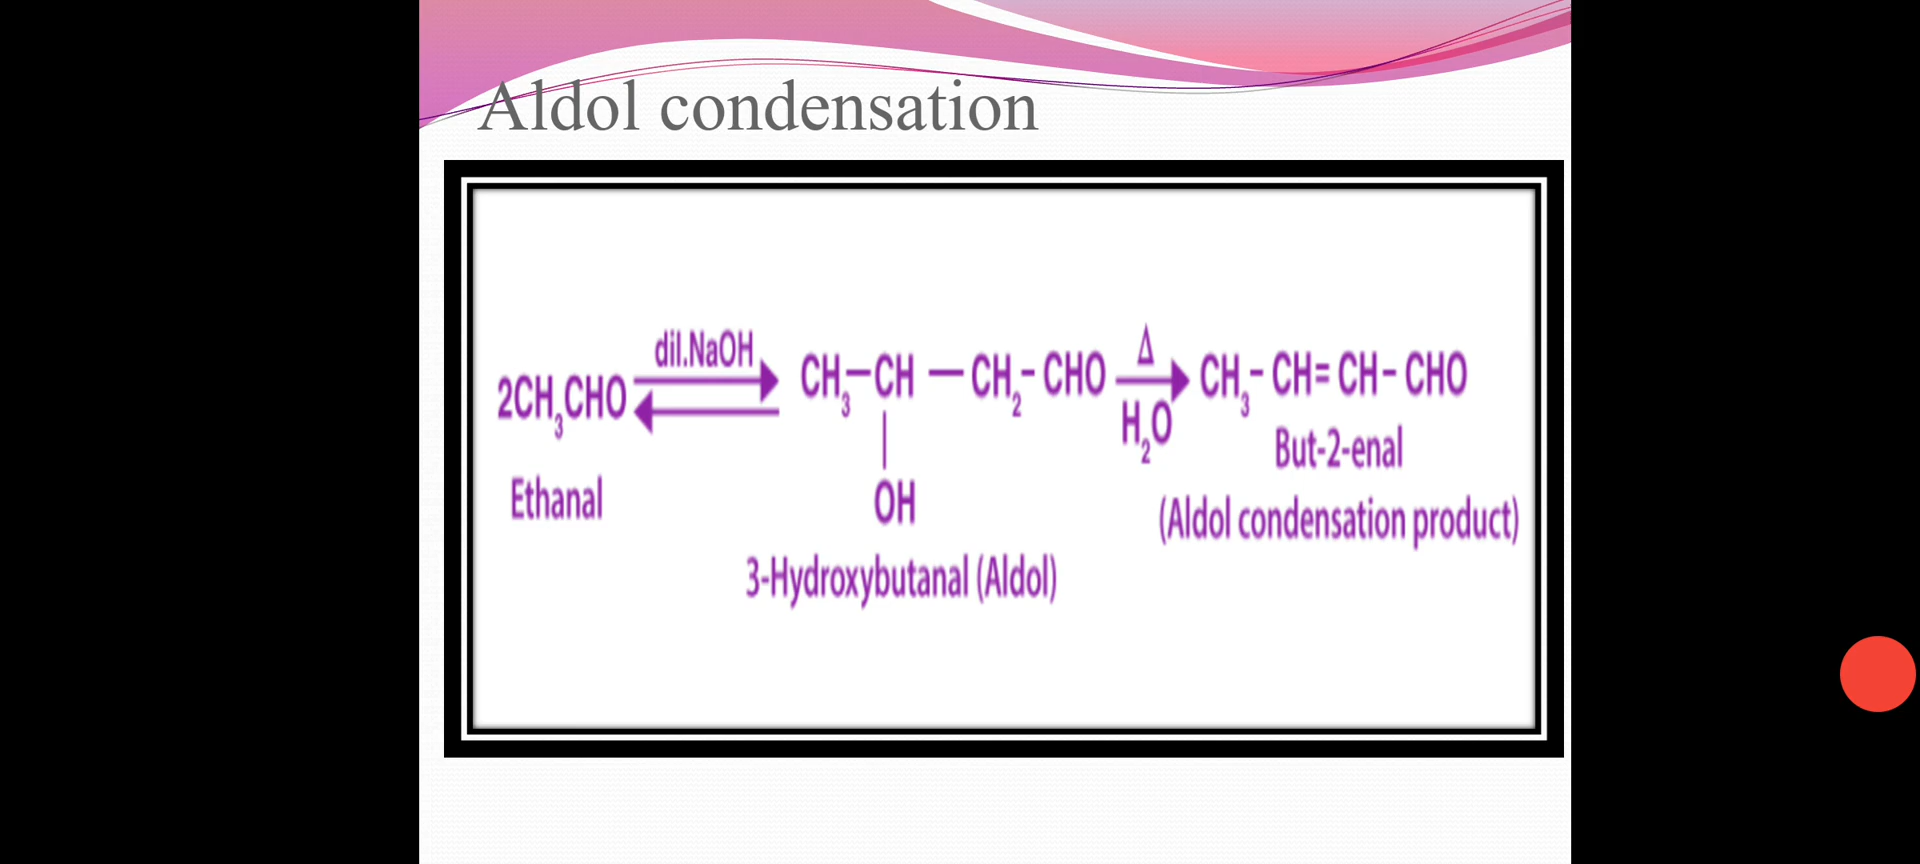 Aldol condensation
dil.NaOH
Δ
2CH3CHO CH3—CH — CH2- CHO CH3- CH= CH- CHO
H2O
|
But-2-enal
Ethanal
OH
(Aldol condensation product)
3-Hydroxybutanal (Aldol)